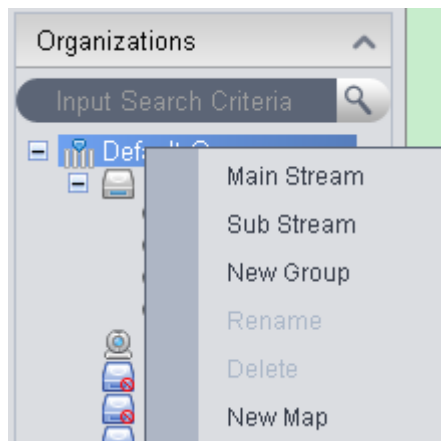 Organizations
Input Search Criteria
Main Stream
Sub Stream
New Group
Rename
Delete
New Map